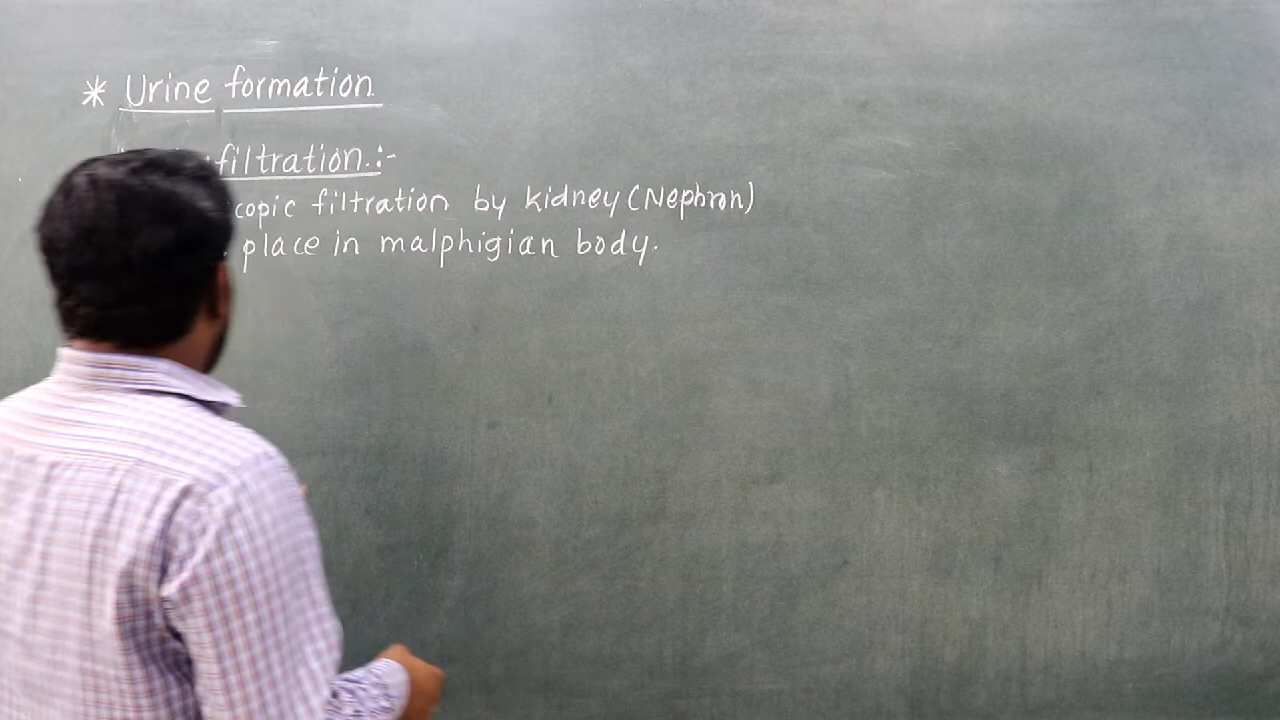 * Urine formation
filtration.:-
copic filtration by kidney (Nephron)
place in malphigian body.